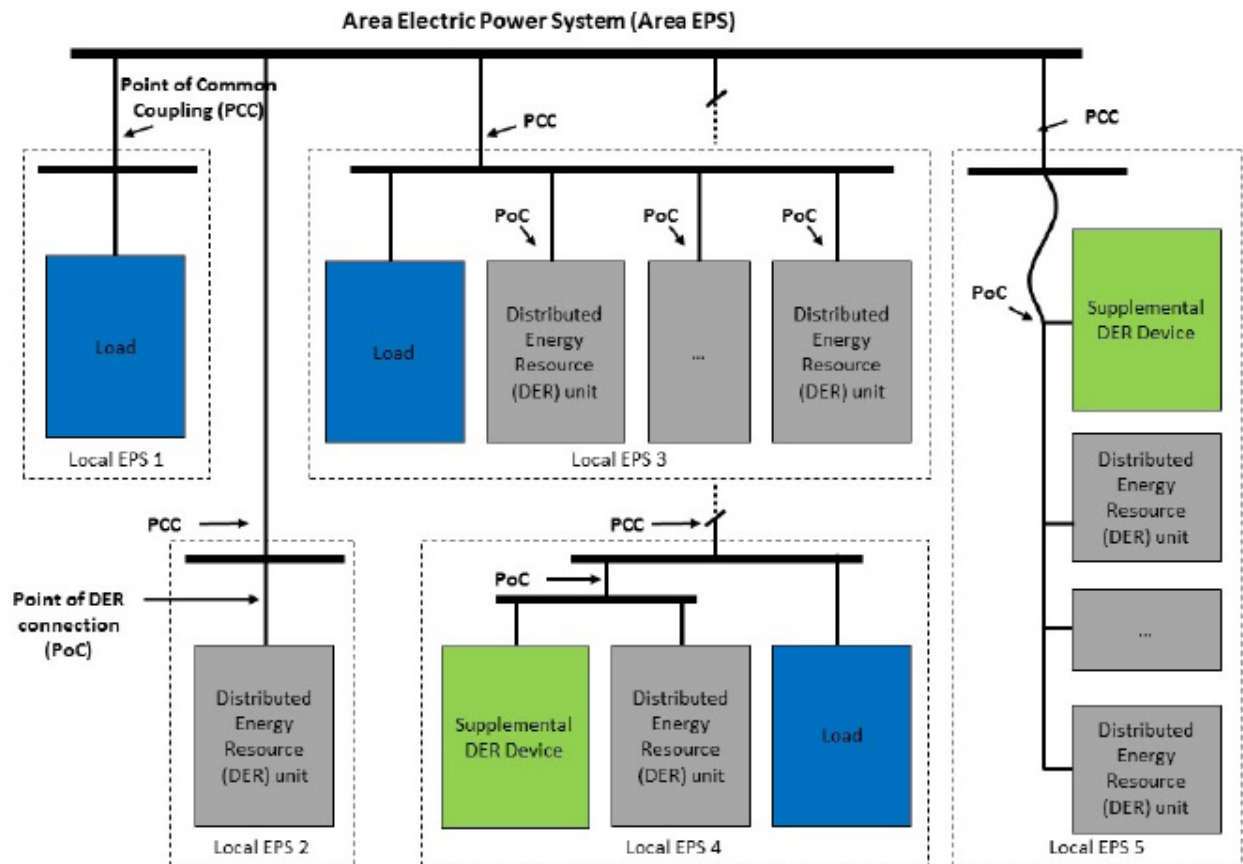 Area Electric Power System (Area EPS)
Point of Common
Coupling (PCC)
PCC
PCC
PoC
PoC
PoC
Load
Load
Distributed
Energy
Resource
(DER) unit
...
Distributed
Energy
Resource
(DER) unit
PoC
Supplemental
DER Device
Local EPS 1
Local EPS 3
Distributed
Energy
Resource
(DER) unit
...
Distributed
Energy
Resource
(DER) unit
Local EPS 5
PCC
PCC
Point of DER
connection
(PoC)
PoC
Distributed
Energy
Resource
(DER) unit
Local EPS 2
Supplemental
DER Device
Distributed
Energy
Resource
(DER) unit
Load
Local EPS 4